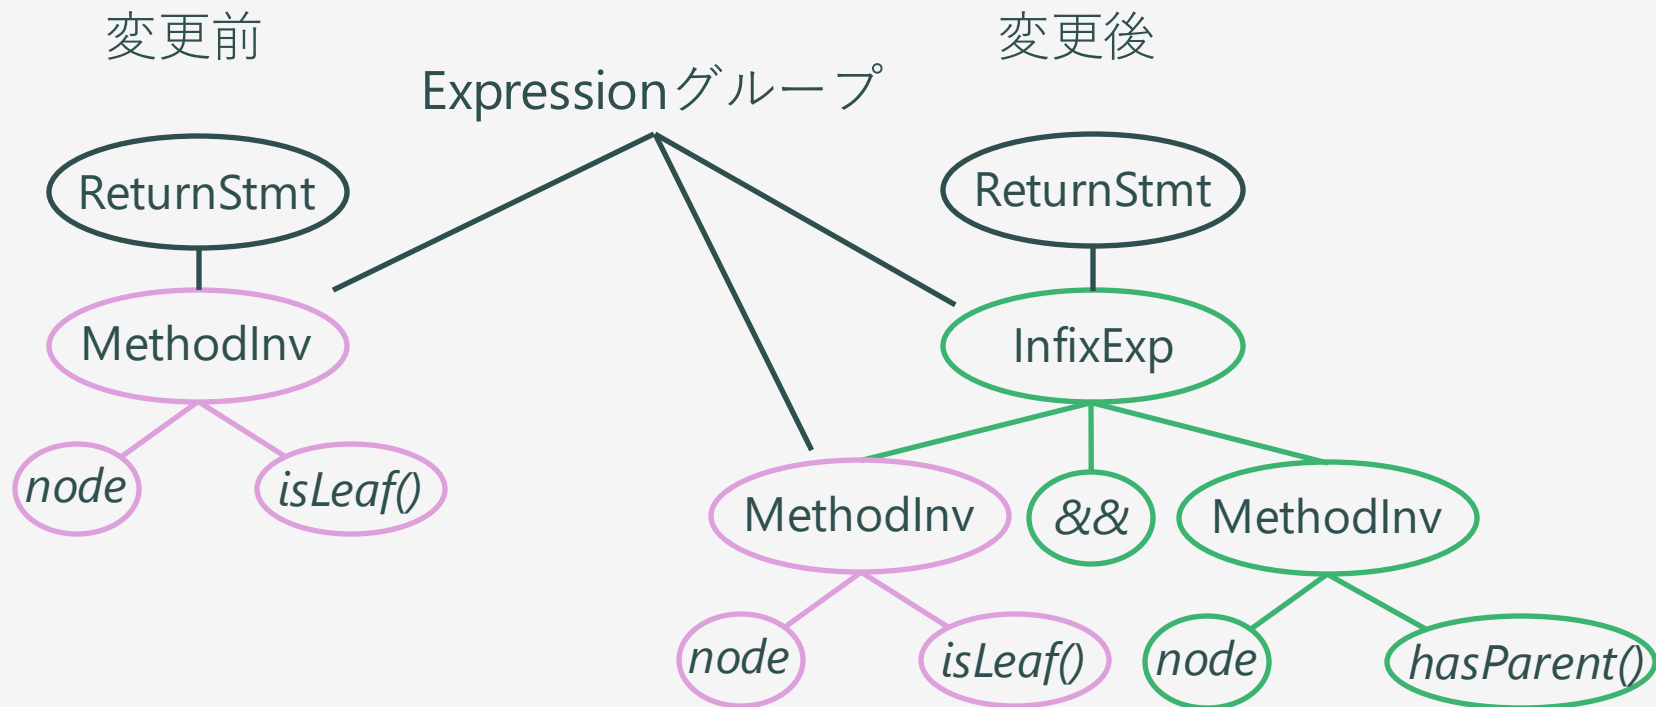 変更前
変更後
Expressionグループ
ReturnStmt
ReturnStmt
MethodInv
InfixExp
node
isLeaf()
MethodInv
&&
MethodInv
node
isLeaf()
node
hasParent()